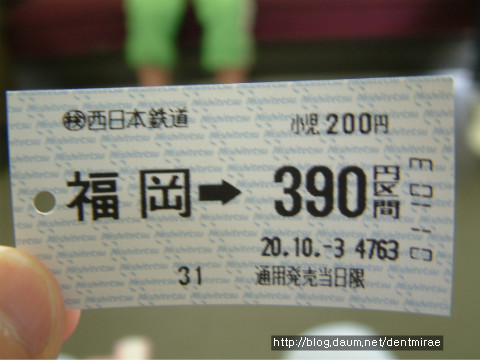 西日本鉄道 小児200円
福岡➡390円区間
20.10.-3 4763
31 通用発売当日限
http://blog.daum.net/dentmirae